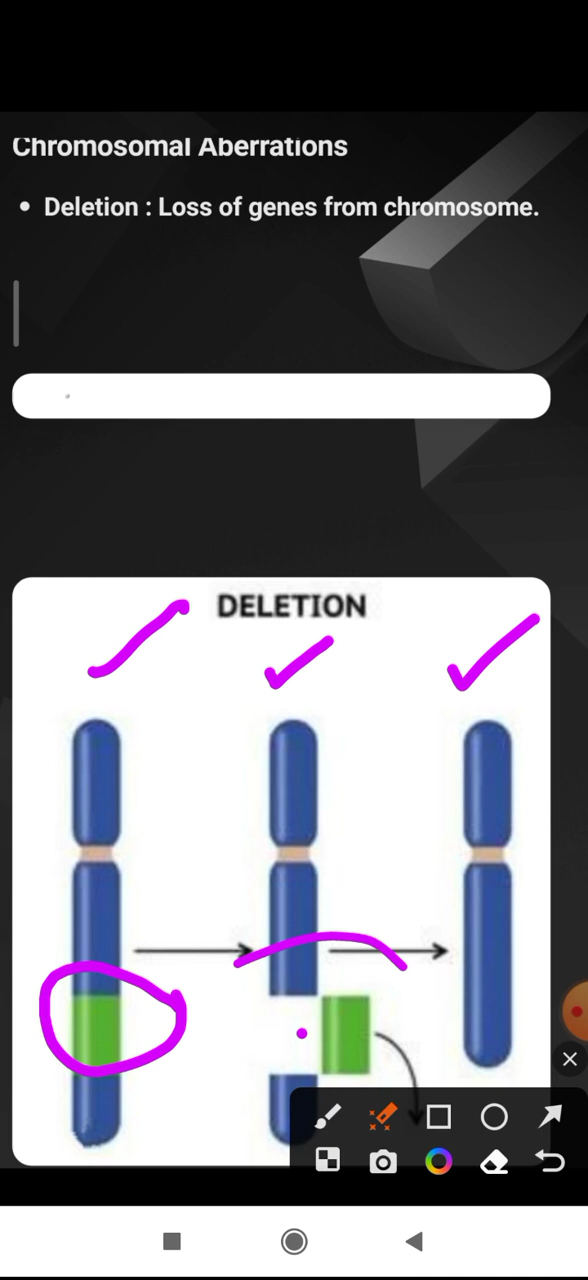 Chromosomal Aberrations
• Deletion : Loss of genes from chromosome.
DELETION